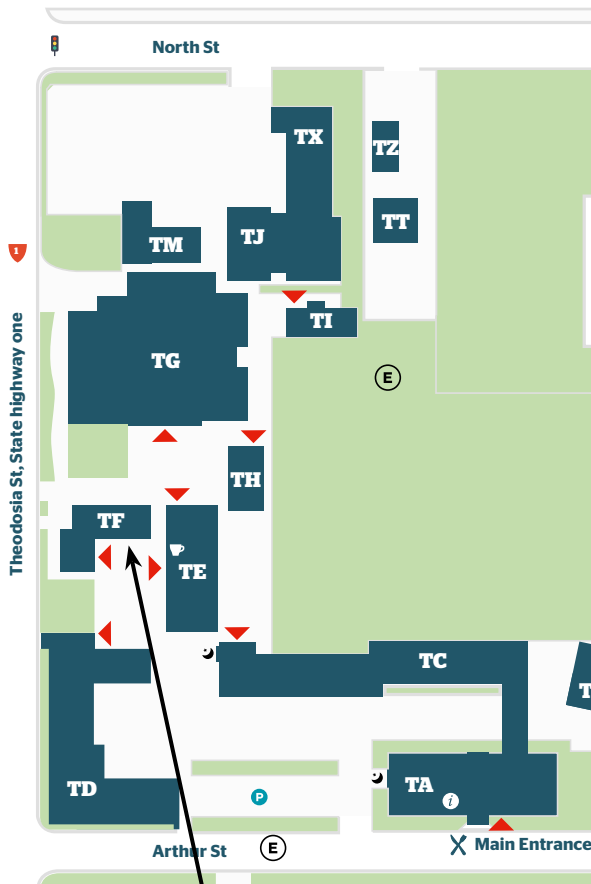 North St
TX
TZ
TT
TM
TJ
1
TI
TG
E
TH
TF
TE
Theodosia St, State highway one
TC
T
TD
TA
i
P
Arthur St
E
Main Entrance